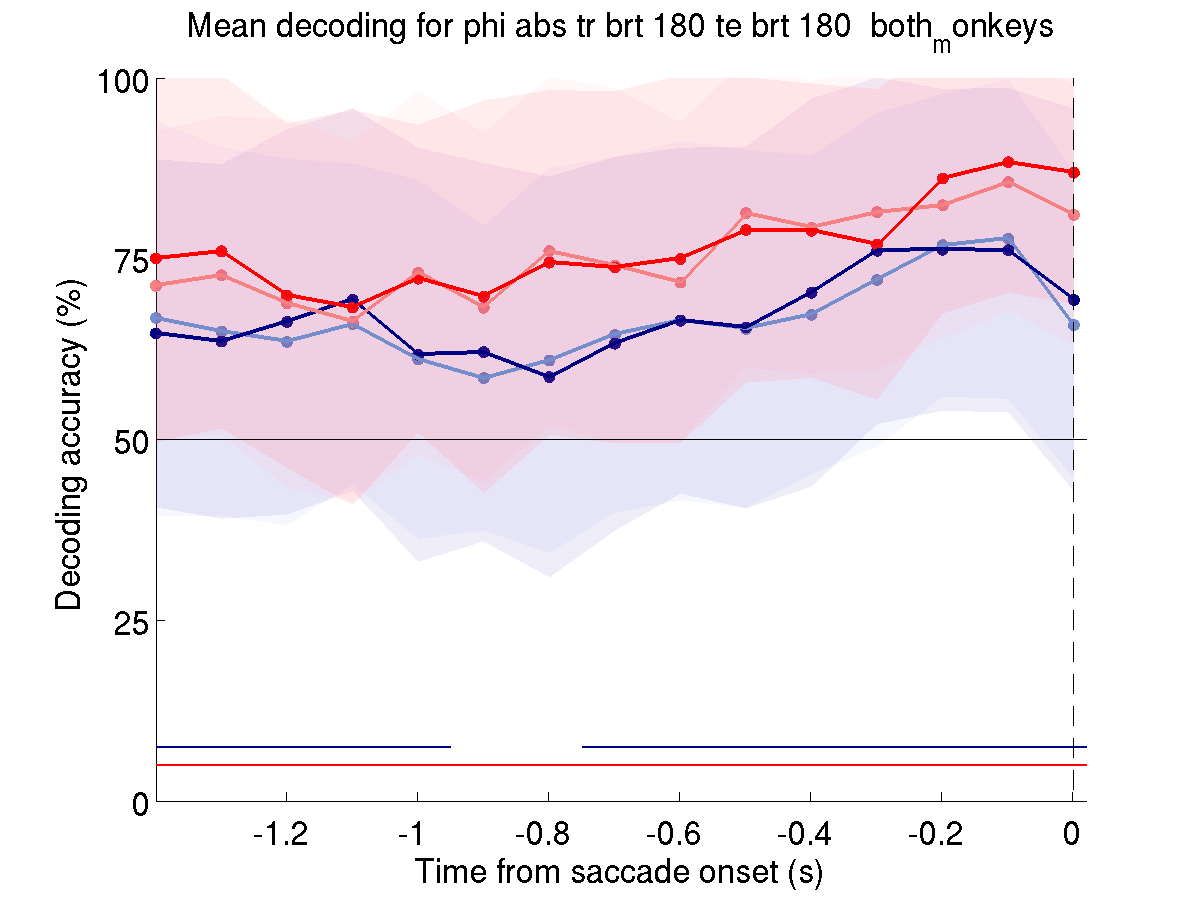 Mean decoding for phi abs tr brt 180 te brt 180 both_monkeys
100
75
50
25
0
Decoding accuracy (%)
-1.2 -1 -0.8 -0.6 -0.4 -0.2 0
Time from saccade onset (s)